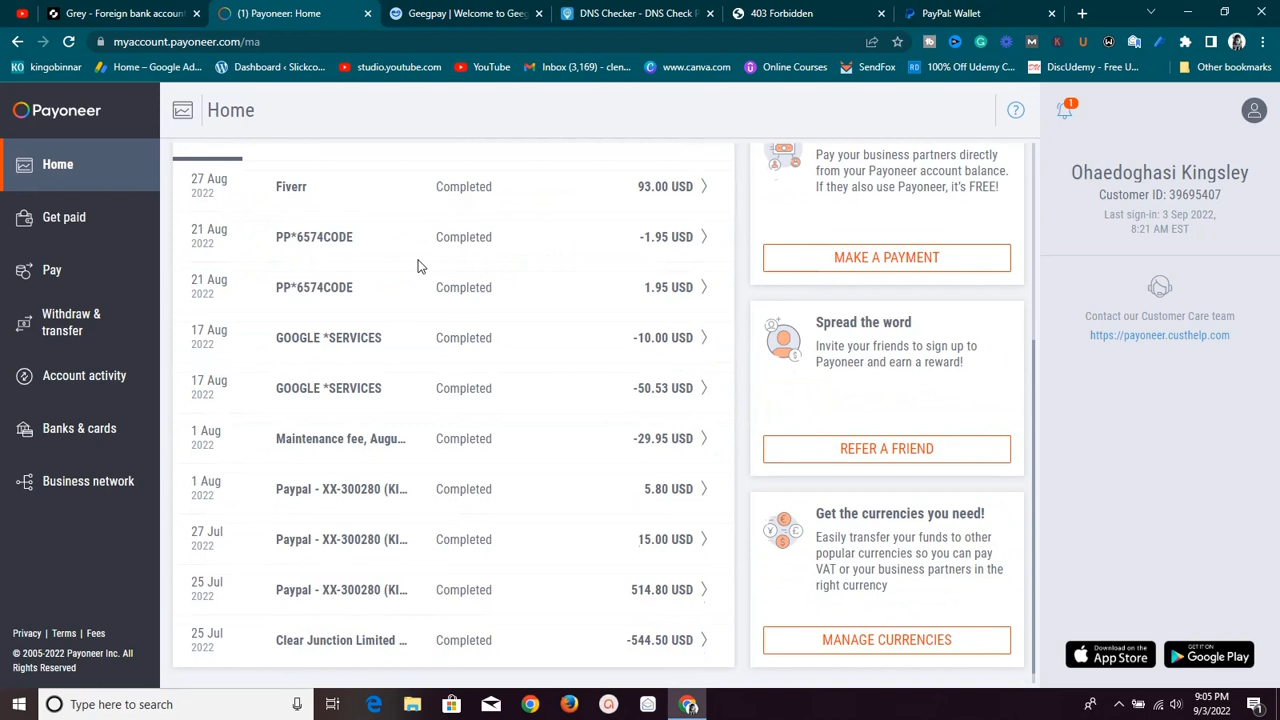 Grey - Foreign bank account
(1) Payoneer: Home
Geegpay | Welcome to Geeg
DNS Checker - DNS Check P
403 Forbidden
PayPal: Wallet
myaccount.payoneer.com/ma
kingobinnar
Home – Google Ad...
Dashboard ‹ Slickco...
studio.youtube.com
YouTube
Inbox (3,169) - clen...
www.canva.com
Online Courses
SendFox
100% Off Udemy C...
DiscUdemy - Free U...
Other bookmarks
Payoneer
Home
Get paid
Pay
Withdraw &
transfer
Account activity
Banks & cards
Business network
Privacy | Terms | Fees
© 2005-2022 Payoneer Inc. All
Rights Reserved
Home
27 Aug
2022
Fiverr Completed 93.00 USD
21 Aug
2022
PP*6574CODE Completed -1.95 USD
21 Aug
2022
PP*6574CODE Completed 1.95 USD
17 Aug
2022
GOOGLE *SERVICES Completed -10.00 USD
17 Aug
2022
GOOGLE *SERVICES Completed -50.53 USD
1 Aug
2022
Maintenance fee, Augu... Completed -29.95 USD
1 Aug
2022
Paypal - XX-300280 (KI... Completed 5.80 USD
27 Jul
2022
Paypal - XX-300280 (KI... Completed 15.00 USD
25 Jul
2022
Paypal - XX-300280 (KI... Completed 514.80 USD
25 Jul
2022
Clear Junction Limited ... Completed -544.50 USD
Pay your business partners directly
from your Payoneer account balance.
If they also use Payoneer, it's FREE!
MAKE A PAYMENT
Spread the word
Invite your friends to sign up to
Payoneer and earn a reward!
REFER A FRIEND
Get the currencies you need!
Easily transfer your funds to other
popular currencies so you can pay
VAT or your business partners in the
right currency
MANAGE CURRENCIES
1
Ohaedoghasi Kingsley
Customer ID: 39695407
Last sign-in: 3 Sep 2022,
8:21 AM EST
Contact our Customer Care team
https://payoneer.custhelp.com
Download on the
App Store
GET IT ON
Google Play
Type here to search
9:05 PM
9/3/2022